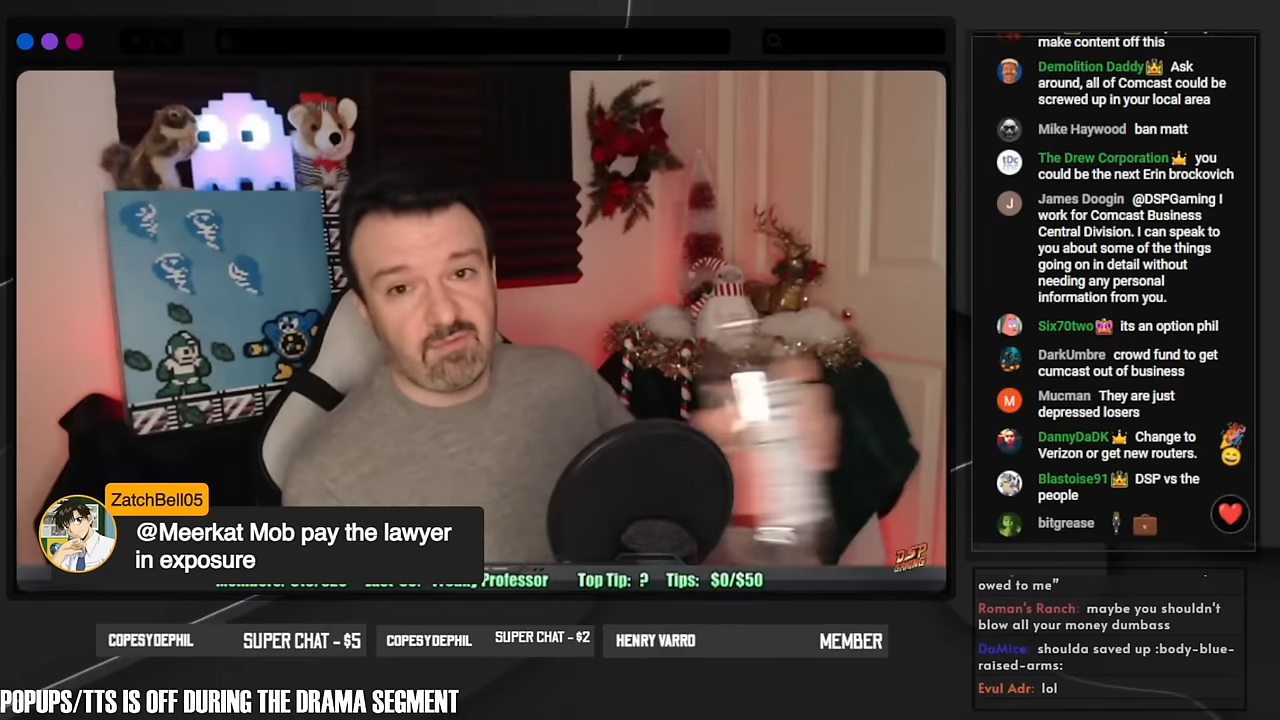 make content off this
Demolition Daddy Ask
around, all of Comcast could be
screwed up in your local area
Mike Haywood ban matt
The Drew Corporation you
could be the next Erin brockovich
James Doogin @DSPGaming I
work for Comcast Business
Central Division. I can speak to
you about some of the things
going on in detail without
needing any personal
information from you.
Six70two its an option phil
DarkUmbre crowd fund to get
cumcast out of business
Mucman They are just
depressed losers
DannyDaDK Change to
Verizon or get new routers.
Blastoise91 DSP vs the
people
bitgrease
tDc
J
M
ZatchBell05
@Meerkat Mob pay the lawyer
in exposure
DSP
GAMING
Professor Top Tip: ? Tips: $0/$50
COPESYDEPHIL SUPER CHAT - $5
COPESYDEPHIL SUPER CHAT - $2
HENRY VARRO MEMBER
owed to me”
Roman's Ranch: maybe you shouldn't
blow all your money dumbass
DaMice: shoulda saved up :body-blue-
raised-arms:
Evul Adr: lol
POPUPS/TTS IS OFF DURING THE DRAMA SEGMENT